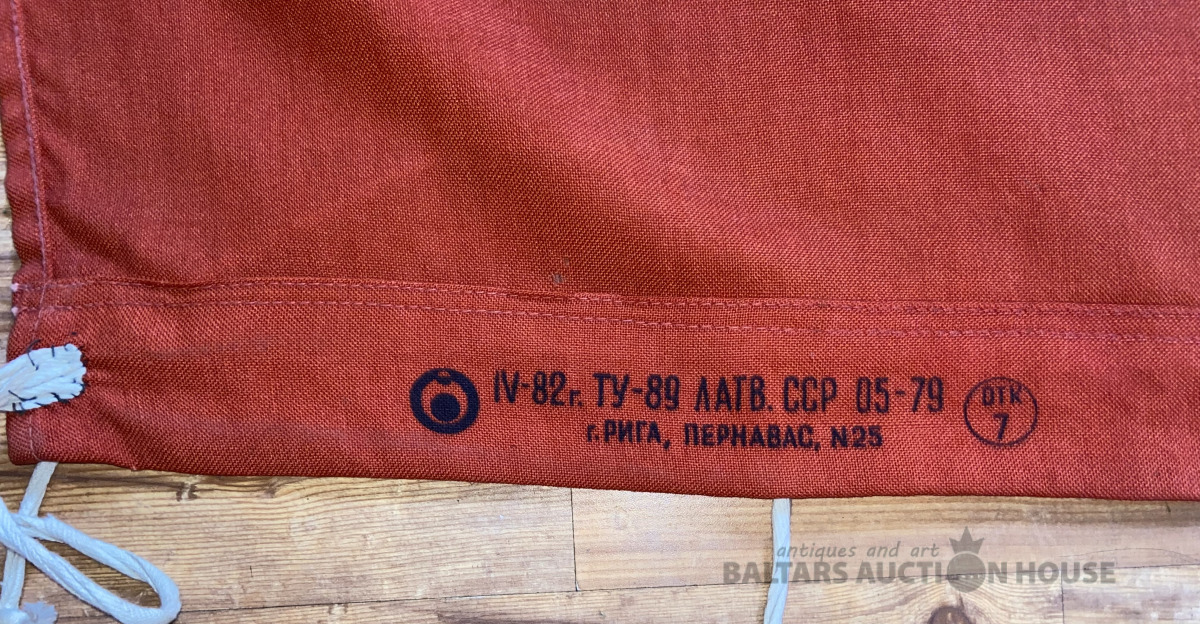 IV-82г. ТУ-89 ЛАТВ. ССР 05-79
г. РИГА, ПЕРНАВАС, N25
ОТК
7
antiques and art
BALTARS AUCTION HOUSE